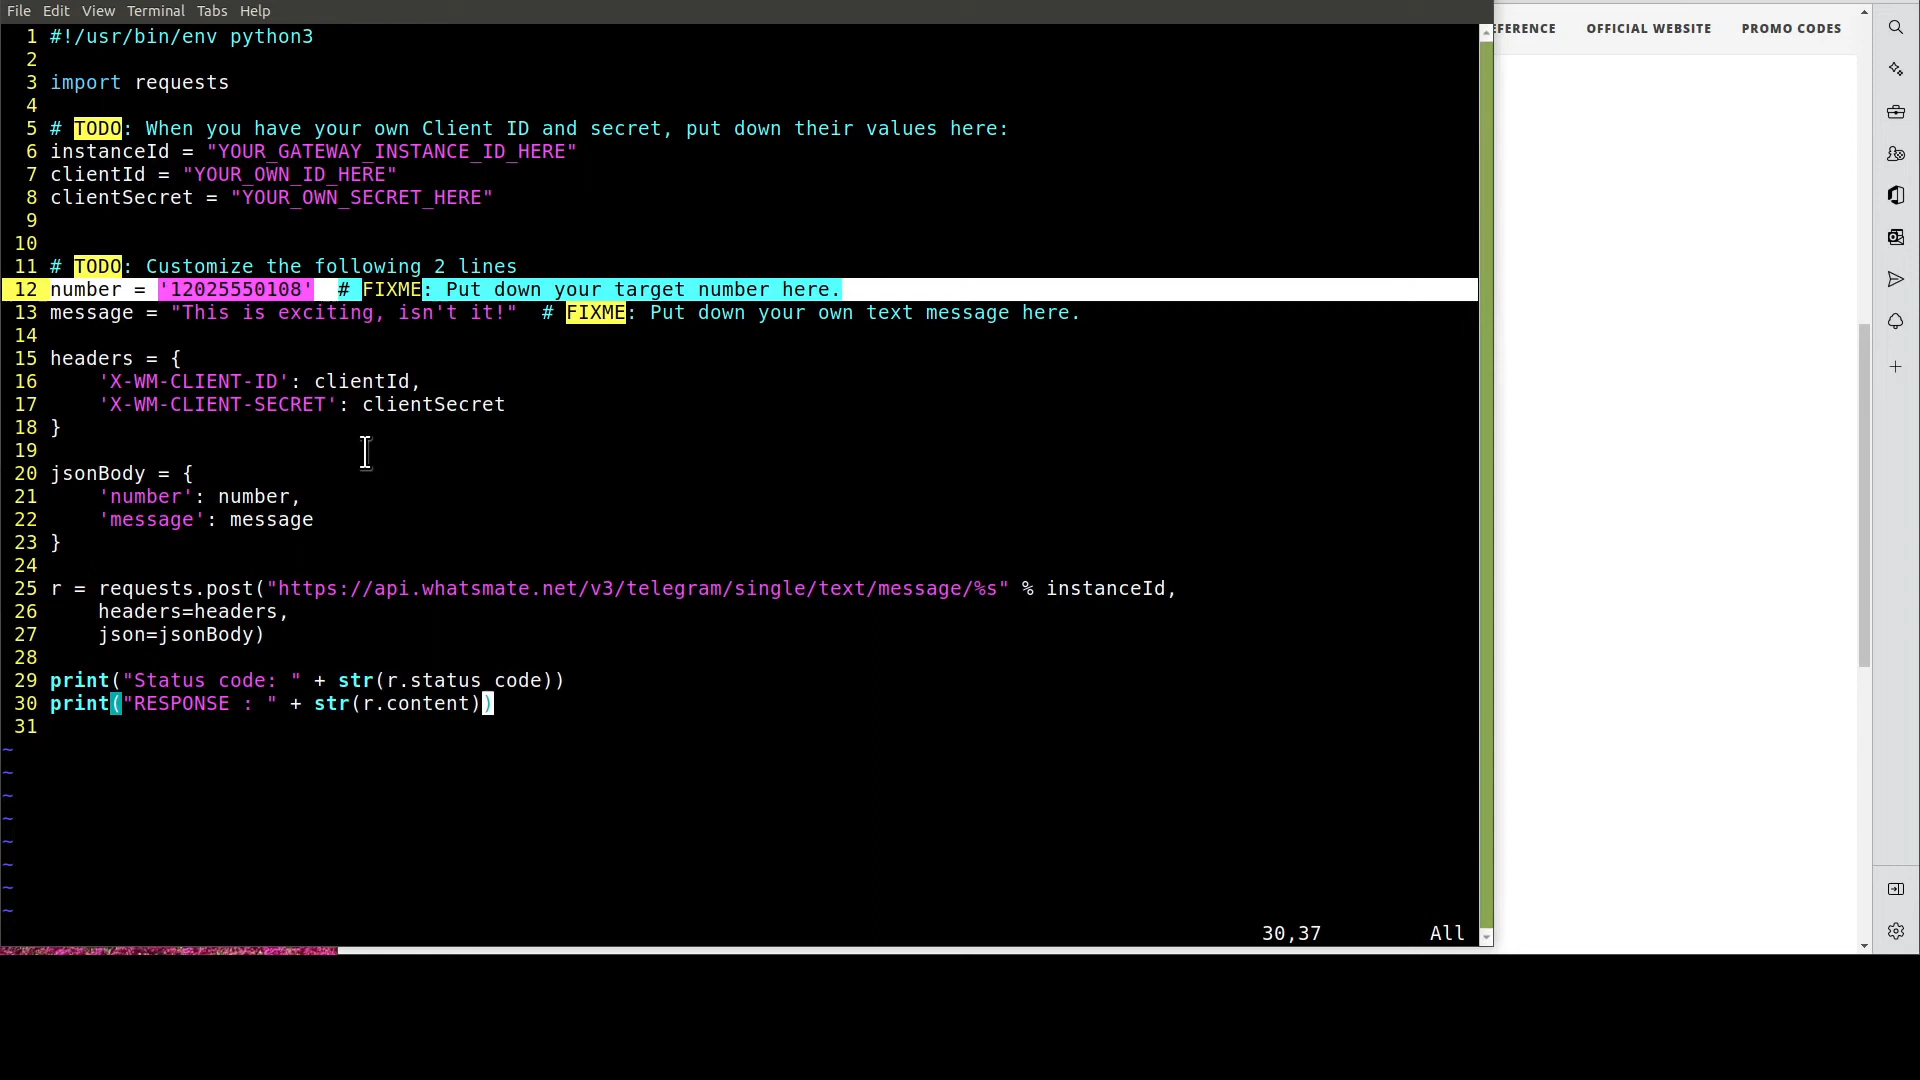 File Edit View Terminal Tabs Help
EFERENCE OFFICIAL WEBSITE PROMO CODES
1 #!/usr/bin/env python3
2
3 import requests
4
5 # TODO: When you have your own Client ID and secret, put down their values here:
6 instanceId = "YOUR_GATEWAY_INSTANCE_ID_HERE"
7 clientId = "YOUR_OWN_ID_HERE"
8 clientSecret = "YOUR_OWN_SECRET_HERE"
9
10
11 # TODO: Customize the following 2 lines
12 number = '12025550108'  # FIXME: Put down your target number here.
13 message = "This is exciting, isn't it!"  # FIXME: Put down your own text message here.
14
15 headers = {
16     'X-WM-CLIENT-ID': clientId,
17     'X-WM-CLIENT-SECRET': clientSecret
18 }
19
20 jsonBody = {
21     'number': number,
22     'message': message
23 }
24
25 r = requests.post("https://api.whatsmate.net/v3/telegram/single/text/message/%s" % instanceId,
26     headers=headers,
27     json=jsonBody)
28
29 print("Status code: " + str(r.status_code))
30 print("RESPONSE : " + str(r.content))
31
~
~
~
~
~
~
~
~
30,37 All